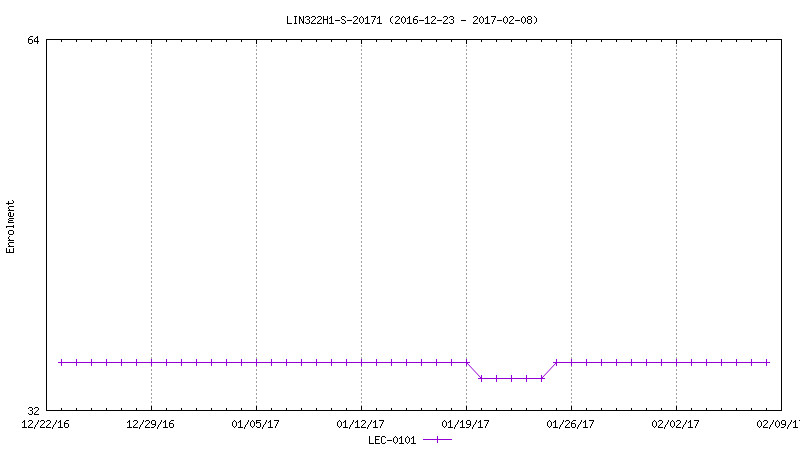 LIN322H1-S-20171 (2016-12-23 - 2017-02-08)
64
Enrolment
32
12/22/16 12/29/16 01/05/17 01/12/17 01/19/17 01/26/17 02/02/17 02/09/1
LEC-0101